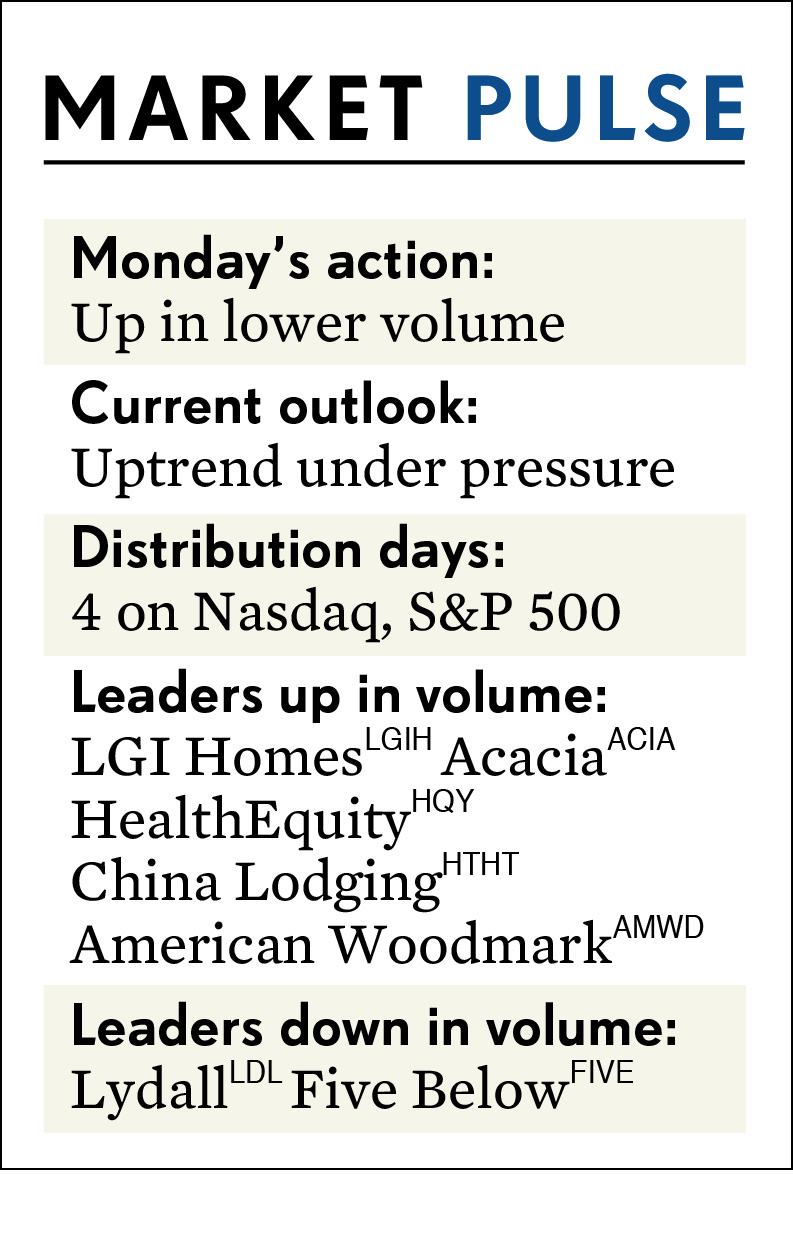 MARKET PULSE
Monday’s action:
Up in lower volume
Current outlook:
Uptrend under pressure
Distribution days:
4 on Nasdaq, S&P 500
Leaders up in volume:
LGI Homes LGIH Acacia ACIA
HealthEquity HQY
China Lodging HTHT
American Woodmark AMWD
Leaders down in volume:
Lydall LDL Five Below FIVE